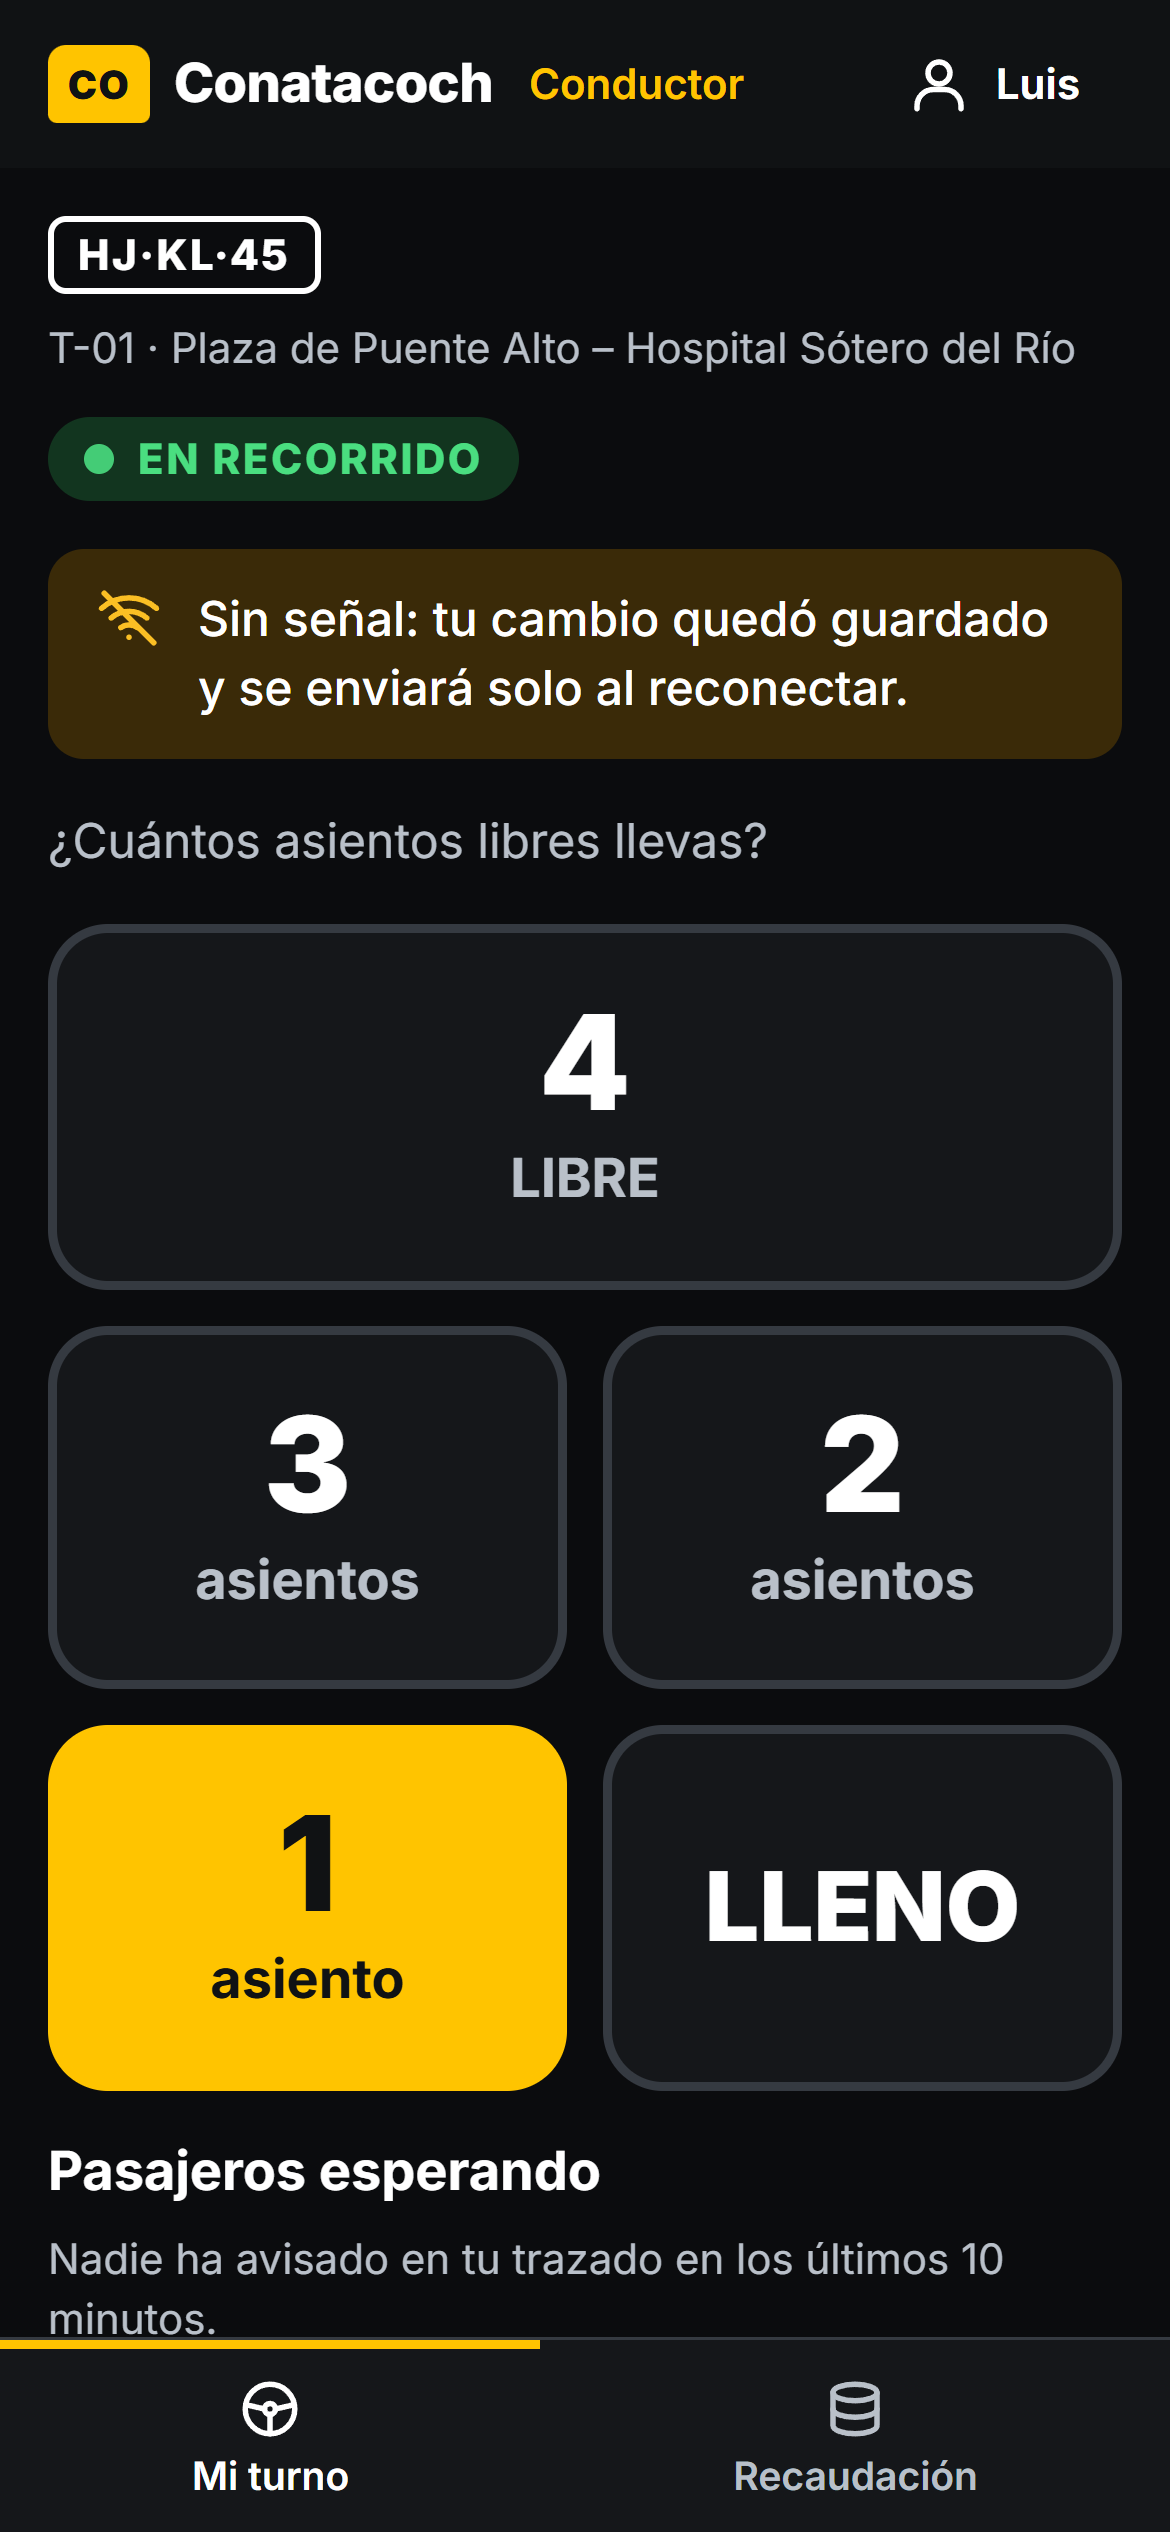 co Conatacoch Conductor Luis
HJ·KL·45
T-01 · Plaza de Puente Alto – Hospital Sótero del Río
EN RECORRIDO
Sin señal: tu cambio quedó guardado
y se enviará solo al reconectar.
¿Cuántos asientos libres llevas?
4
LIBRE
3
asientos
2
asientos
1
asiento
LLENO
Pasajeros esperando
Nadie ha avisado en tu trazado en los últimos 10
minutos.
Mi turno
Recaudación